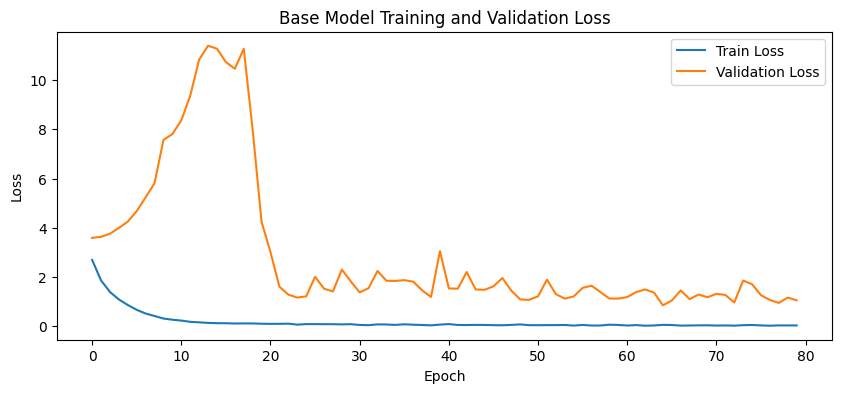 Base Model Training and Validation Loss
Train Loss
Validation Loss
Loss
10
8
6
4
2
0
0 10 20 30 40 50 60 70 80
Epoch